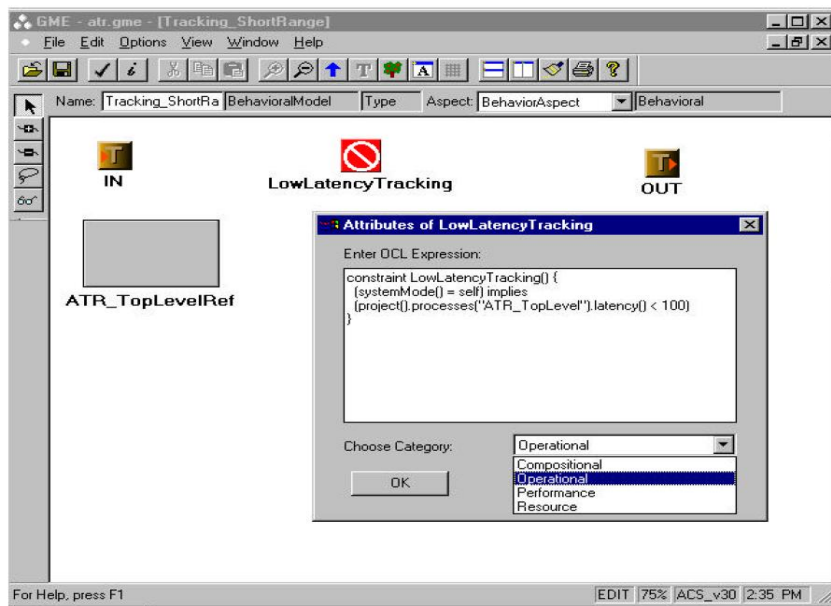 GME - atr.gme - [Tracking_ShortRange]
File Edit Options View Window Help
Name: Tracking_ShortRa BehavioralModel Type Aspect: BehaviorAspect Behavioral
IN
LowLatencyTracking
OUT
ATR_TopLevelRef
Attributes of LowLatencyTracking
Enter OCL Expression:
constraint LowLatencyTracking() {
(systemMode() = self) implies
(project().processes("ATR_TopLevel").latency() < 100)
}
Choose Category:
Operational
Compositional
Operational
Performance
Resource
OK
For Help, press F1
EDIT 75% ACS_v30 2:35 PM